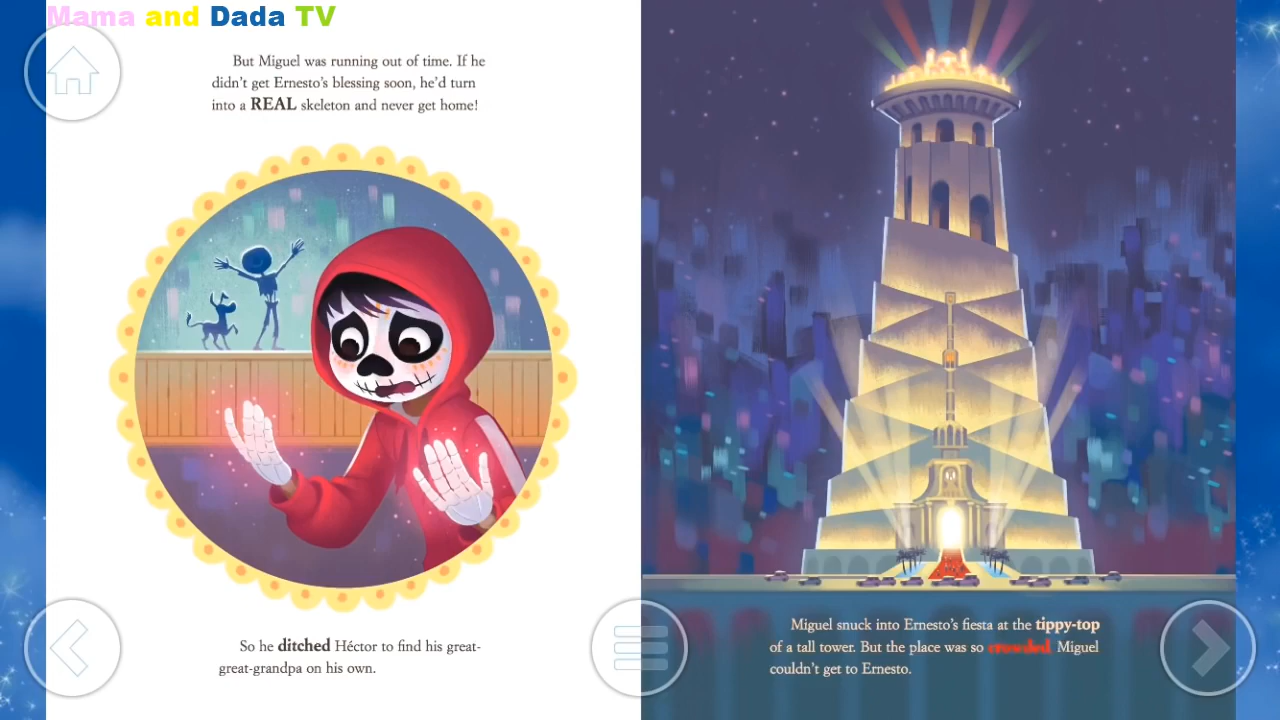 Mama and Dada TV
But Miguel was running out of time. If he
didn't get Ernesto's blessing soon, he'd turn
into a REAL skeleton and never get home!
So he ditched Héctor to find his great-
great-grandpa on his own.
Miguel snuck into Ernesto's fiesta at the tippy-top
of a tall tower. But the place was so crowded, Miguel
couldn't get to Ernesto.